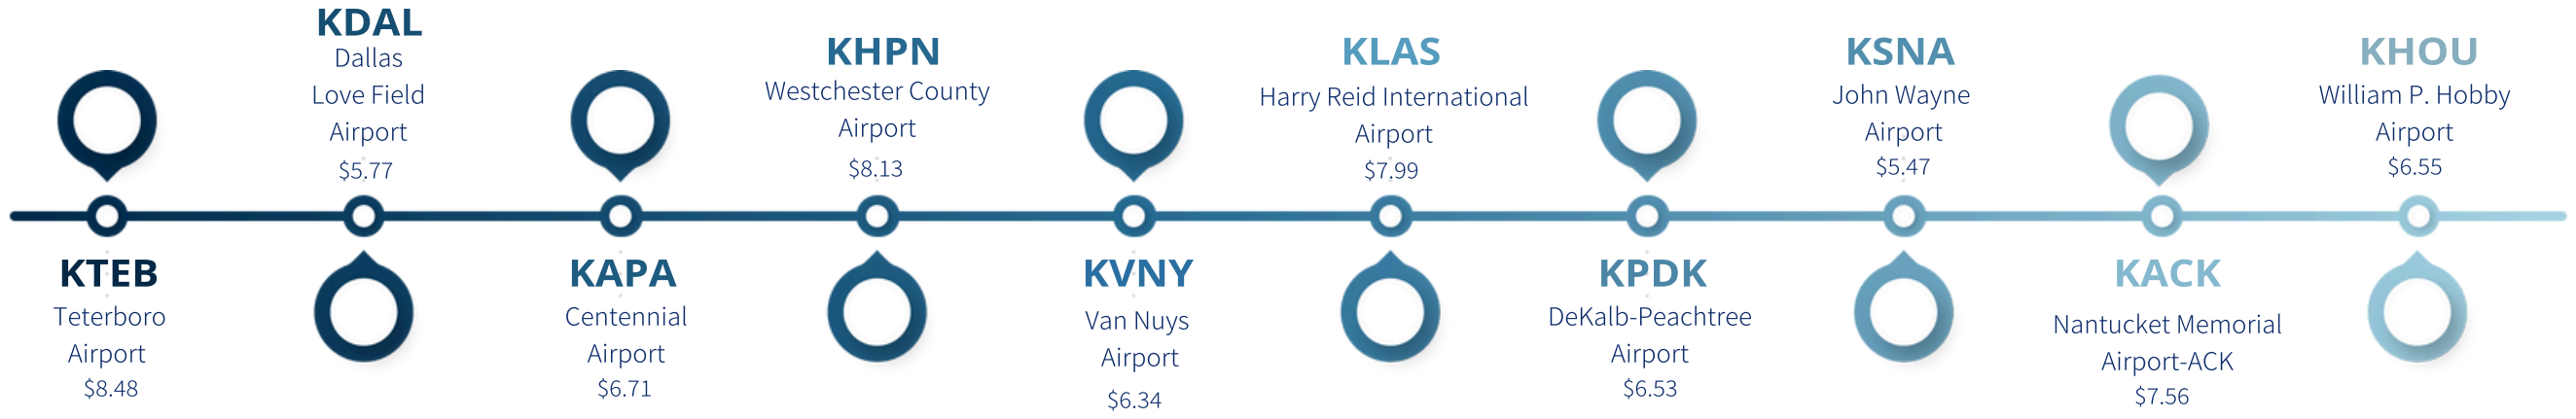 KTEB
Teterboro
Airport
$8.48
KDAL
Dallas
Love Field
Airport
$5.77
KAPA
Centennial
Airport
$6.71
KHPN
Westchester County
Airport
$8.13
KVNY
Van Nuys
Airport
$6.34
KLAS
Harry Reid International
Airport
$7.99
KPDK
DeKalb-Peachtree
Airport
$6.53
KSNA
John Wayne
Airport
$5.47
KACK
Nantucket Memorial
Airport-ACK
$7.56
KHOU
William P. Hobby
Airport
$6.55